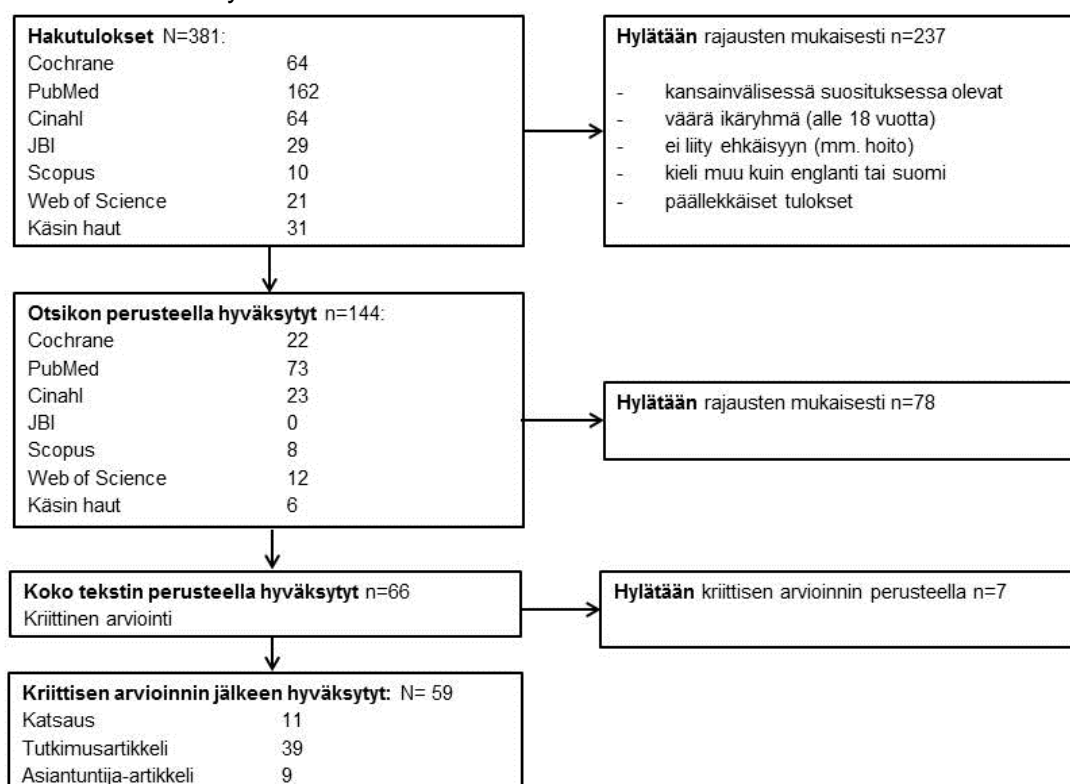 Hakutulokset N=381:
Cochrane 64
PubMed 162
Cinahl 64
JBI 29
Scopus 10
Web of Science 21
Käsin haut 31
Hylätään rajausten mukaisesti n=237
- kansainvälisessä suosituksessa olevat
- väärä ikäryhmä (alle 18 vuotta)
- ei liity ehkäisyyn (mm. hoito)
- kieli muu kuin englanti tai suomi
- päällekkäiset tulokset
Otsikon perusteella hyväksytyt n=144:
Cochrane 22
PubMed 73
Cinahl 23
JBI 0
Scopus 8
Web of Science 12
Käsin haut 6
Hylätään rajausten mukaisesti n=78
Koko tekstin perusteella hyväksytyt n=66
Kriittinen arviointi
Hylätään kriittisen arvioinnin perusteella n=7
Kriittisen arvioinnin jälkeen hyväksytyt: N= 59
Katsaus 11
Tutkimusartikkeli 39
Asiantuntija-artikkeli 9